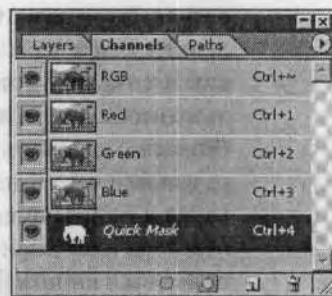 Layers Channels Paths
RGB Ctrl+~
Red Ctrl+1
Green Ctrl+2
Blue Ctrl+3
Quick Mask Ctrl+4